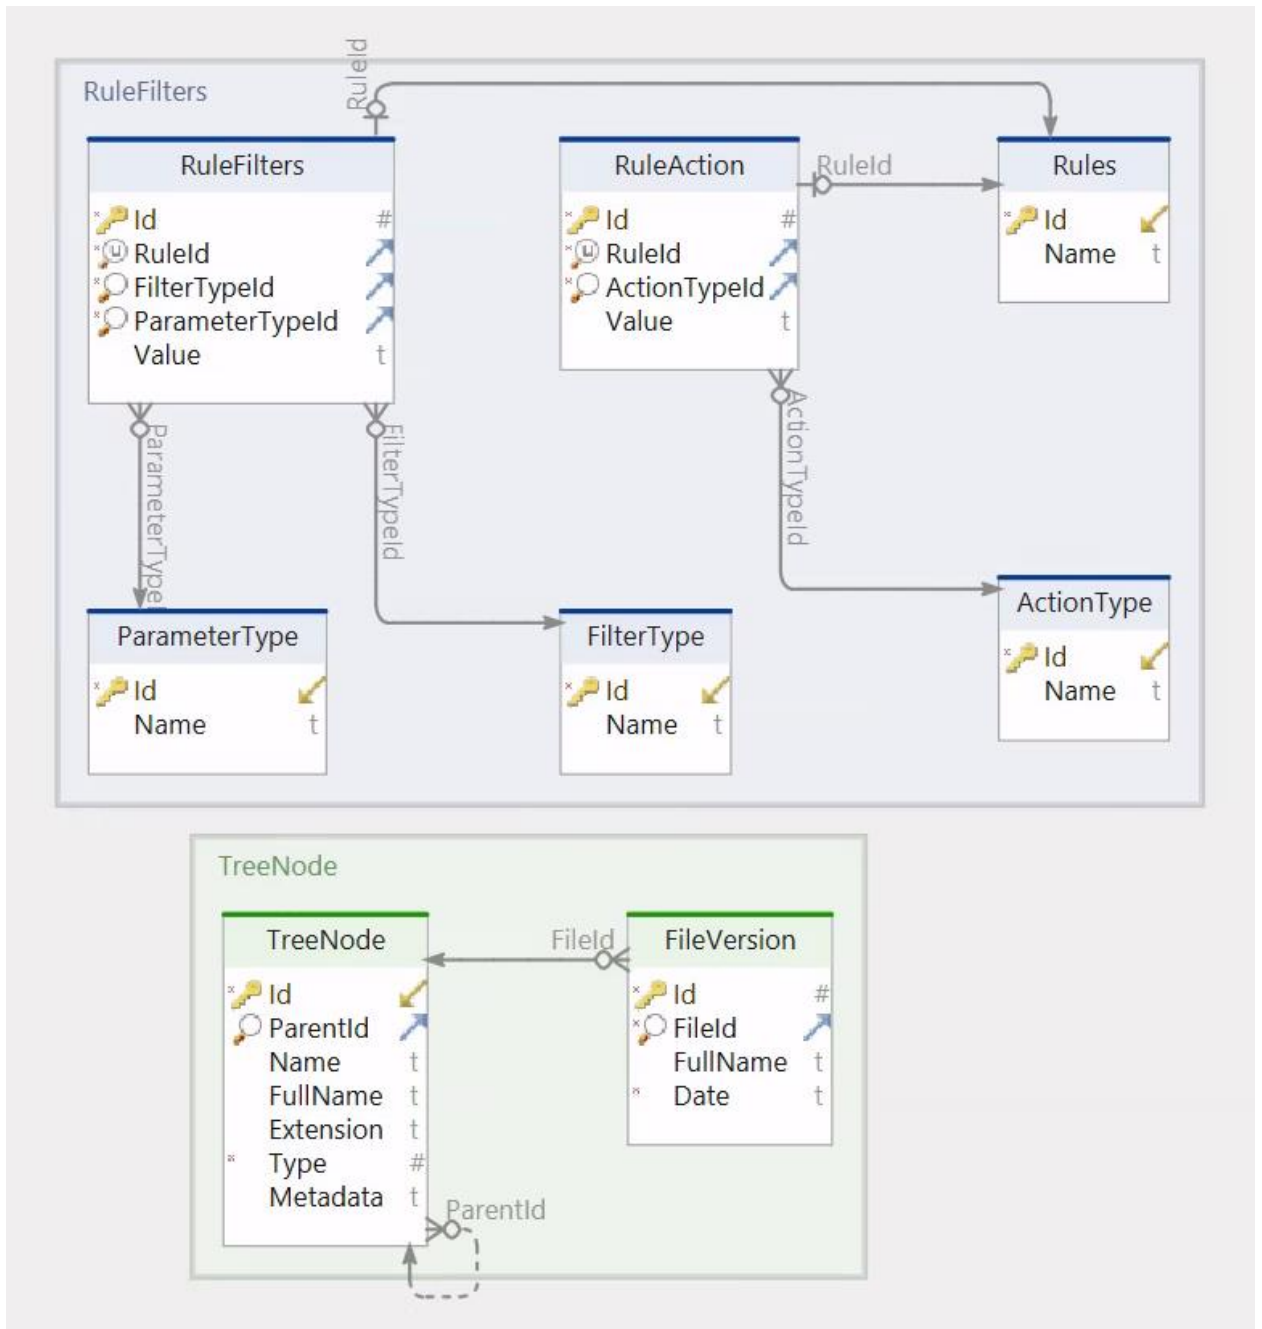 RuleFilters
RuleId
RuleFilters
Id #
RuleId
FilterTypeId
ParameterTypeId
Value t
RuleAction
Id #
RuleId
ActionTypeId
Value t
RuleId
Rules
Id
Name t
ParameterType
FilterTypeId
ActionTypeId
ParameterType
Id
Name t
FilterType
Id
Name t
ActionType
Id
Name t
TreeNode
TreeNode
Id
ParentId
Name t
FullName t
Extension t
Type #
Metadata t
FileId
FileVersion
Id #
FileId
FullName t
Date t
ParentId